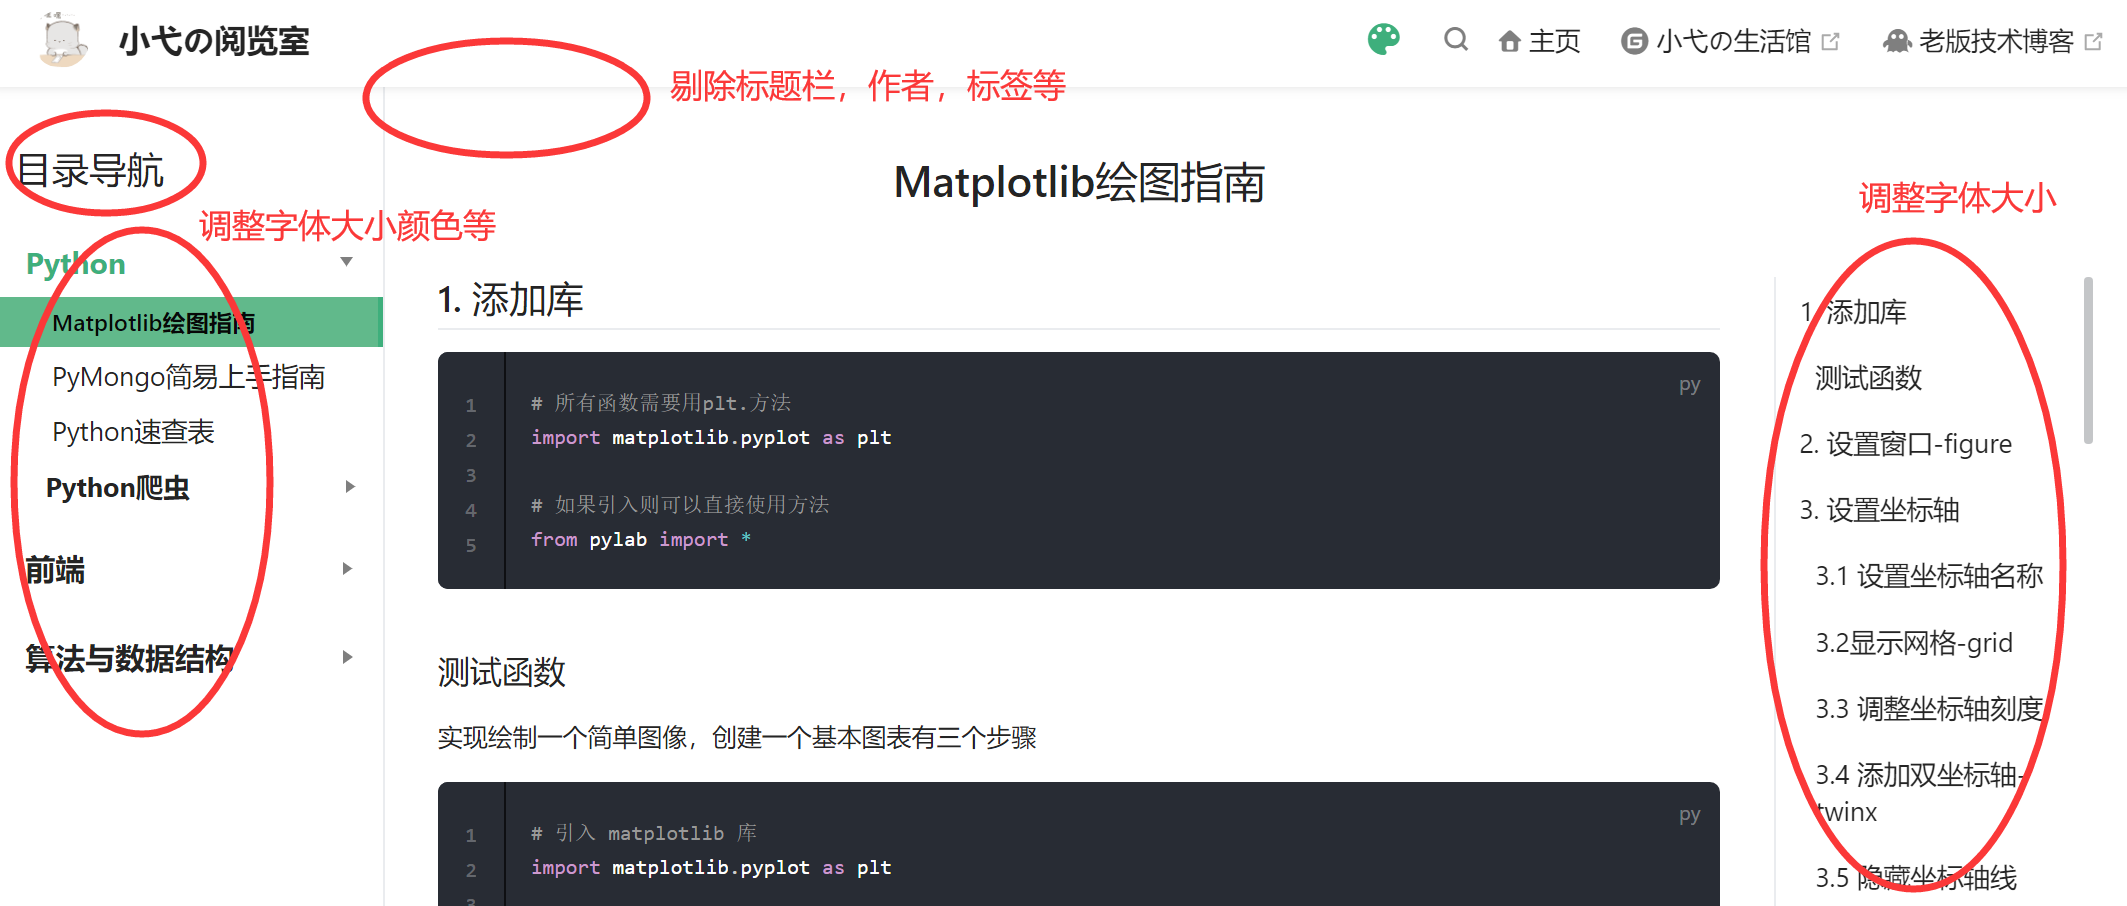 小弋の阅览室
主页
小弋の生活馆
老版技术博客
剔除标题栏，作者，标签等
目录导航
调整字体大小颜色等
Python
Matplotlib绘图指南
PyMongo简易上手指南
Python速查表
Python爬虫
前端
算法与数据结构
Matplotlib绘图指南
1. 添加库
py
1 # 所有函数需要用plt.方法
2 import matplotlib.pyplot as plt
3
4 # 如果引入则可以直接使用方法
5 from pylab import *
测试函数
实现绘制一个简单图像，创建一个基本图表有三个步骤
py
1 # 引入 matplotlib 库
2 import matplotlib.pyplot as plt
3
调整字体大小
1. 添加库
测试函数
2. 设置窗口-figure
3. 设置坐标轴
3.1 设置坐标轴名称
3.2显示网格-grid
3.3 调整坐标轴刻度
3.4 添加双坐标轴-
twinx
3.5 隐藏坐标轴线